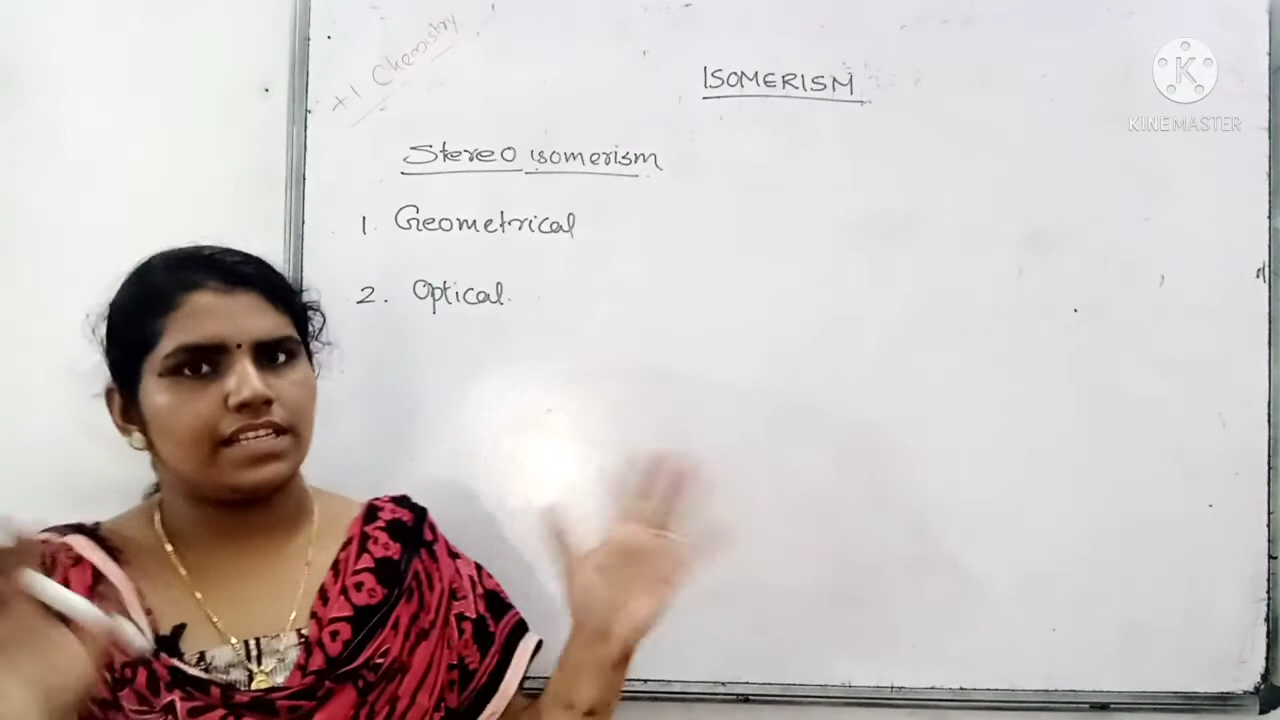 +1 Chemistry
ISOMERISM
K
KINEMASTER
Stereo isomerism
1. Geometrical
2. Optical.